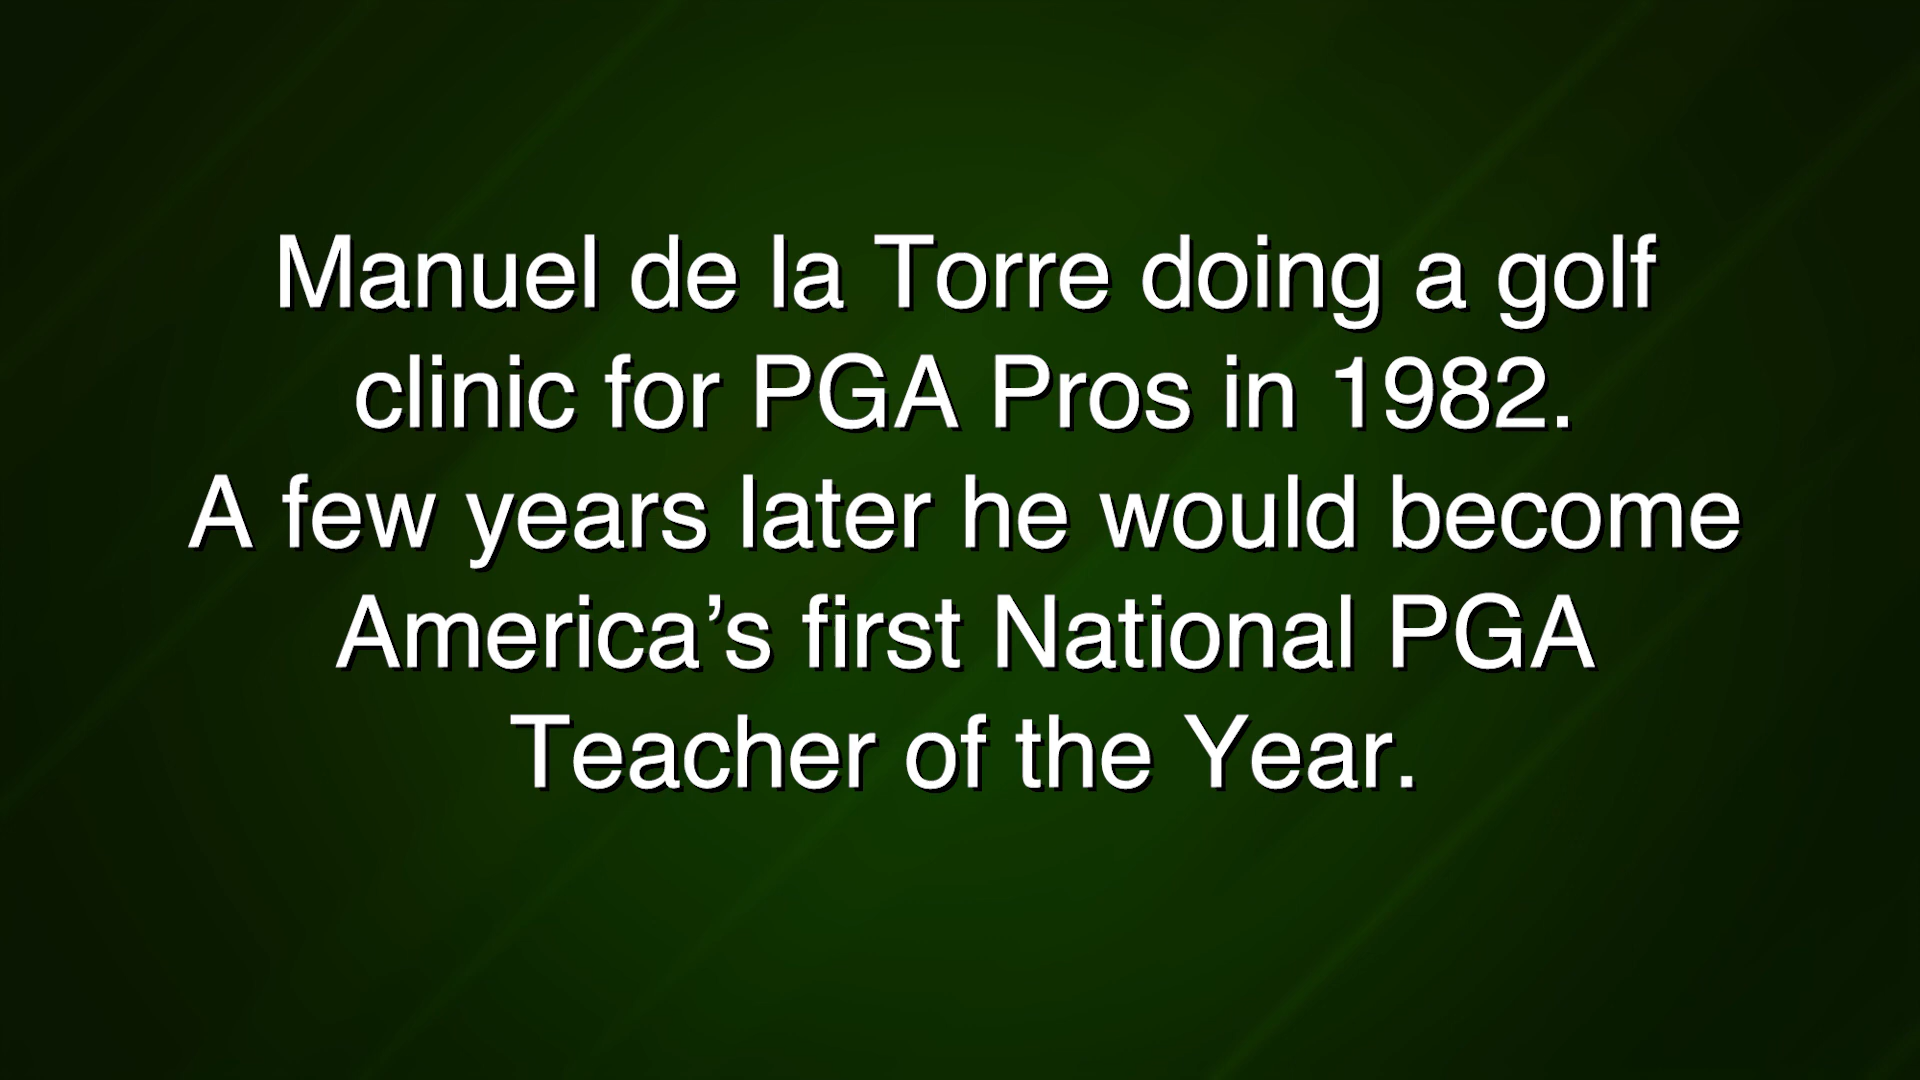 Manuel de la Torre doing a golf
clinic for PGA Pros in 1982.
A few years later he would become
America’s first National PGA
Teacher of the Year.